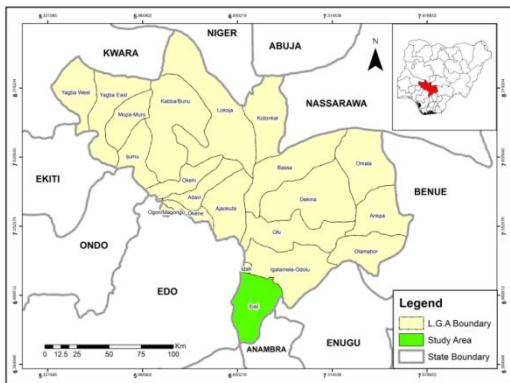 NIGER
KWARA
ABUJA
N
NASSARAWA
Yagba West
Yagba East
Kabba/Bunu
Mopa-Muro
Lokoja
Kotonkar
Ijumu
EKITI
Bassa
Omala
BENUE
Okehi
Dekina
Adavi
Ajaokuta
Ogori/Magongo
Okene
Ankpa
ONDO
Ofu
Olamabor
Idah
Igalamela-Odolu
EDO
Ibaji
ENUGU
ANAMBRA
0 12.5 25 50 75 100
Km
Legend
L.G.A Boundary
Study Area
State Boundary